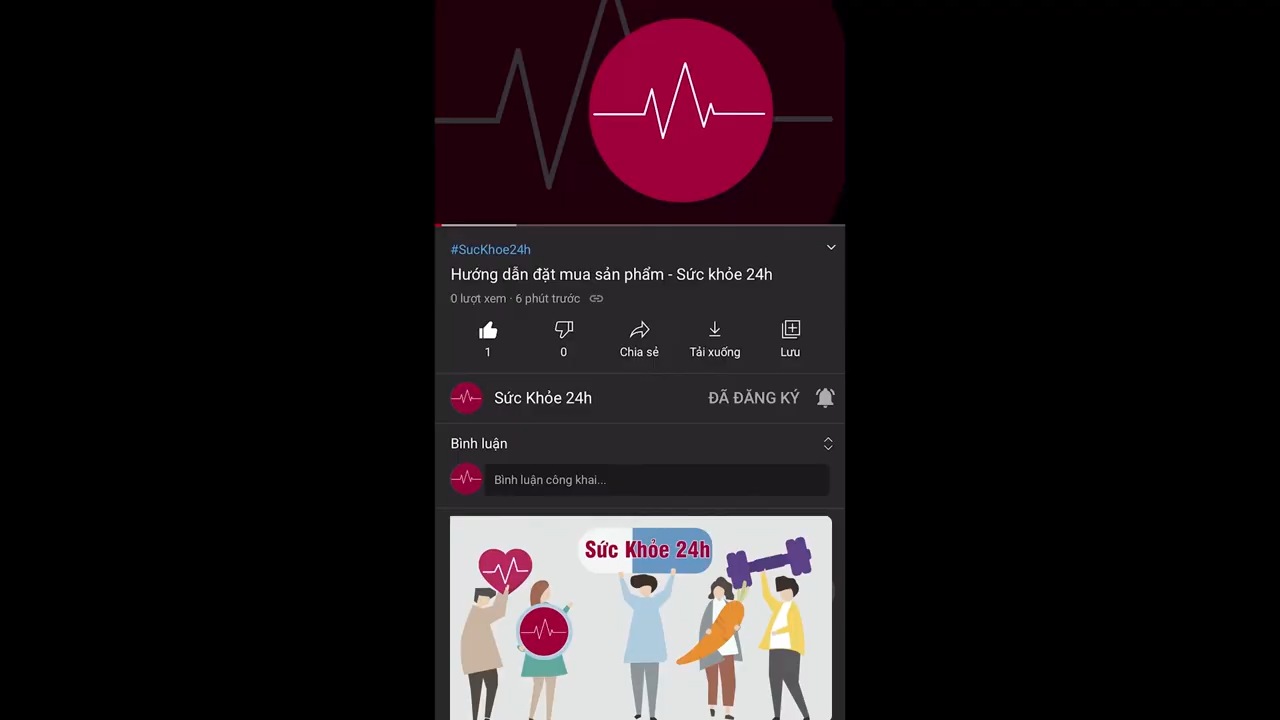 #SucKhoe24h
Hướng dẫn đặt mua sản phẩm - Sức khỏe 24h
0 lượt xem · 6 phút trước
1
0
Chia sẻ
Tải xuống
Lưu
Sức Khỏe 24h
ĐÃ ĐĂNG KÝ
Bình luận
Bình luận công khai...
Sức Khỏe 24h